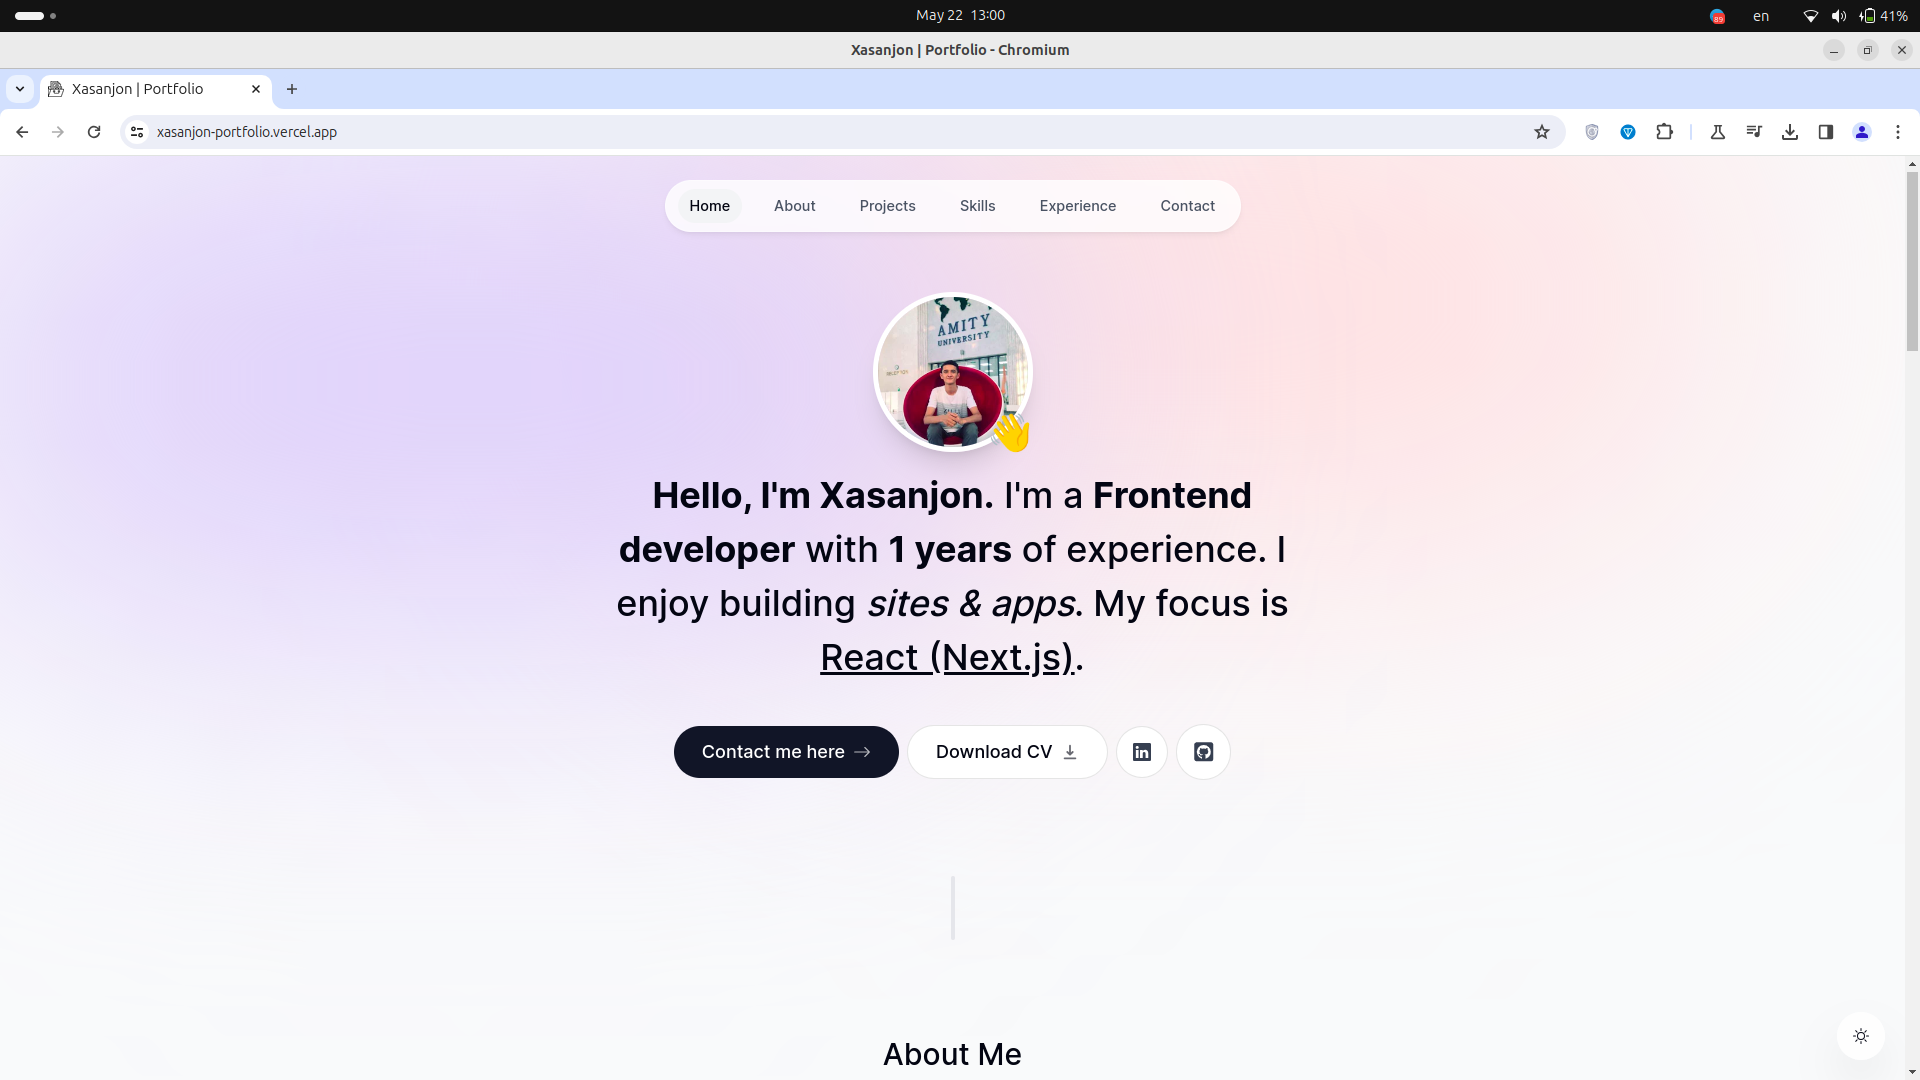 May 22 13:00
89
en
41%
Xasanjon | Portfolio - Chromium
Xasanjon | Portfolio
xasanjon-portfolio.vercel.app
Home
About
Projects
Skills
Experience
Contact
AMITY
UNIVERSITY
Hello, I'm Xasanjon. I'm a Frontend
developer with 1 years of experience. I
enjoy building sites & apps. My focus is
React (Next.js).
Contact me here
Download CV
in
About Me